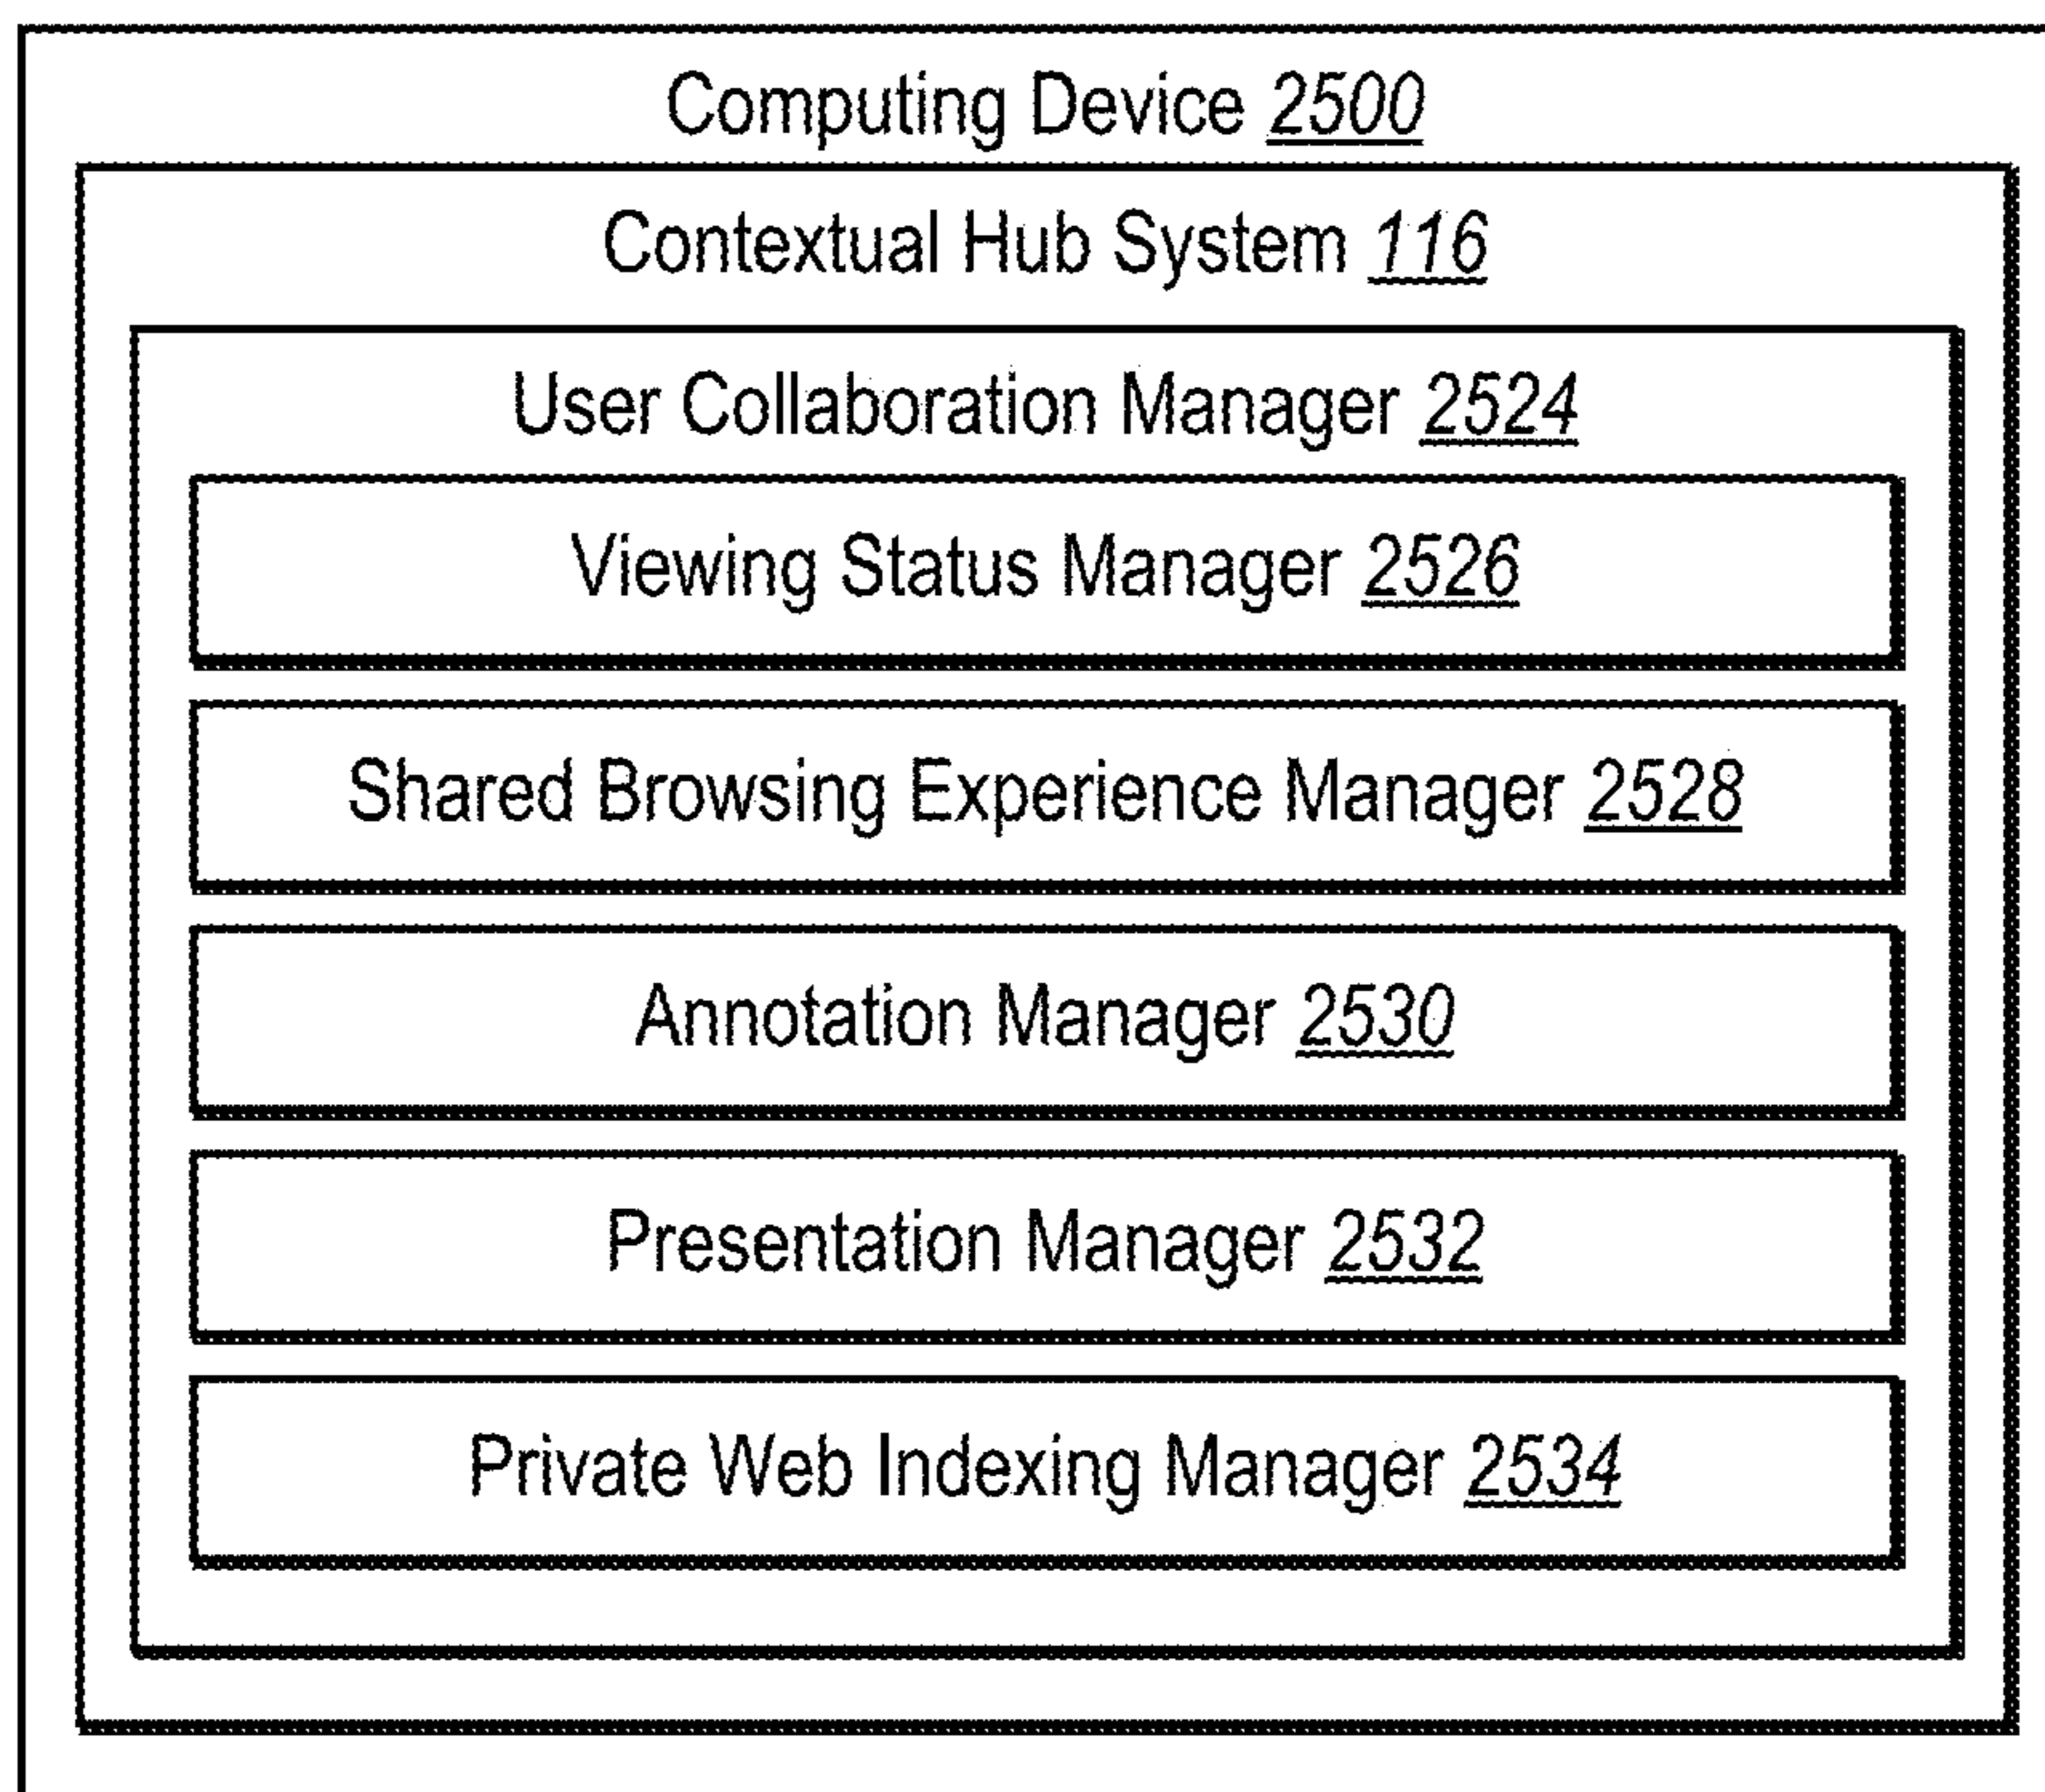 Computing Device 2500
Contextual Hub System 116
User Collaboration Manager 2524
Viewing Status Manager 2526
Shared Browsing Experience Manager 2528
Annotation Manager 2530
Presentation Manager 2532
Private Web Indexing Manager 2534